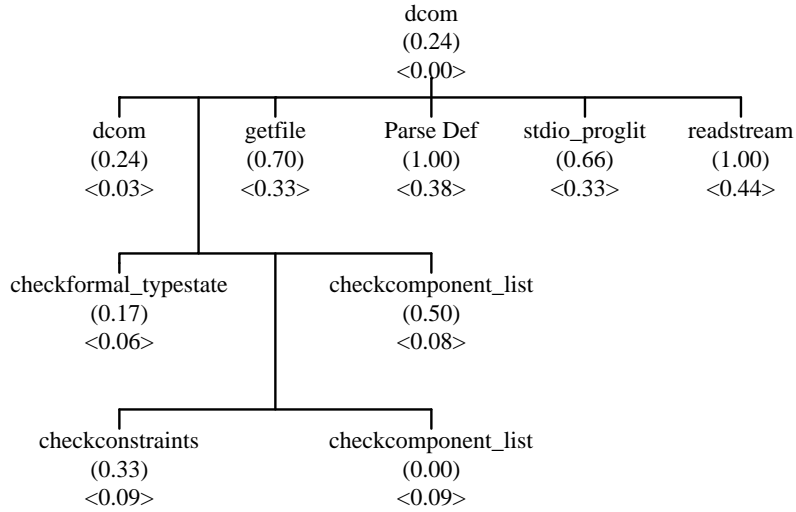 dcom
(0.24)
<0.00>
dcom getfile Parse Def stdio_proglit readstream
(0.24) (0.70) (1.00) (0.66) (1.00)
<0.03> <0.33> <0.38> <0.33> <0.44>
checkformal_typestate checkcomponent_list
(0.17) (0.50)
<0.06> <0.08>
checkconstraints checkcomponent_list
(0.33) (0.00)
<0.09> <0.09>